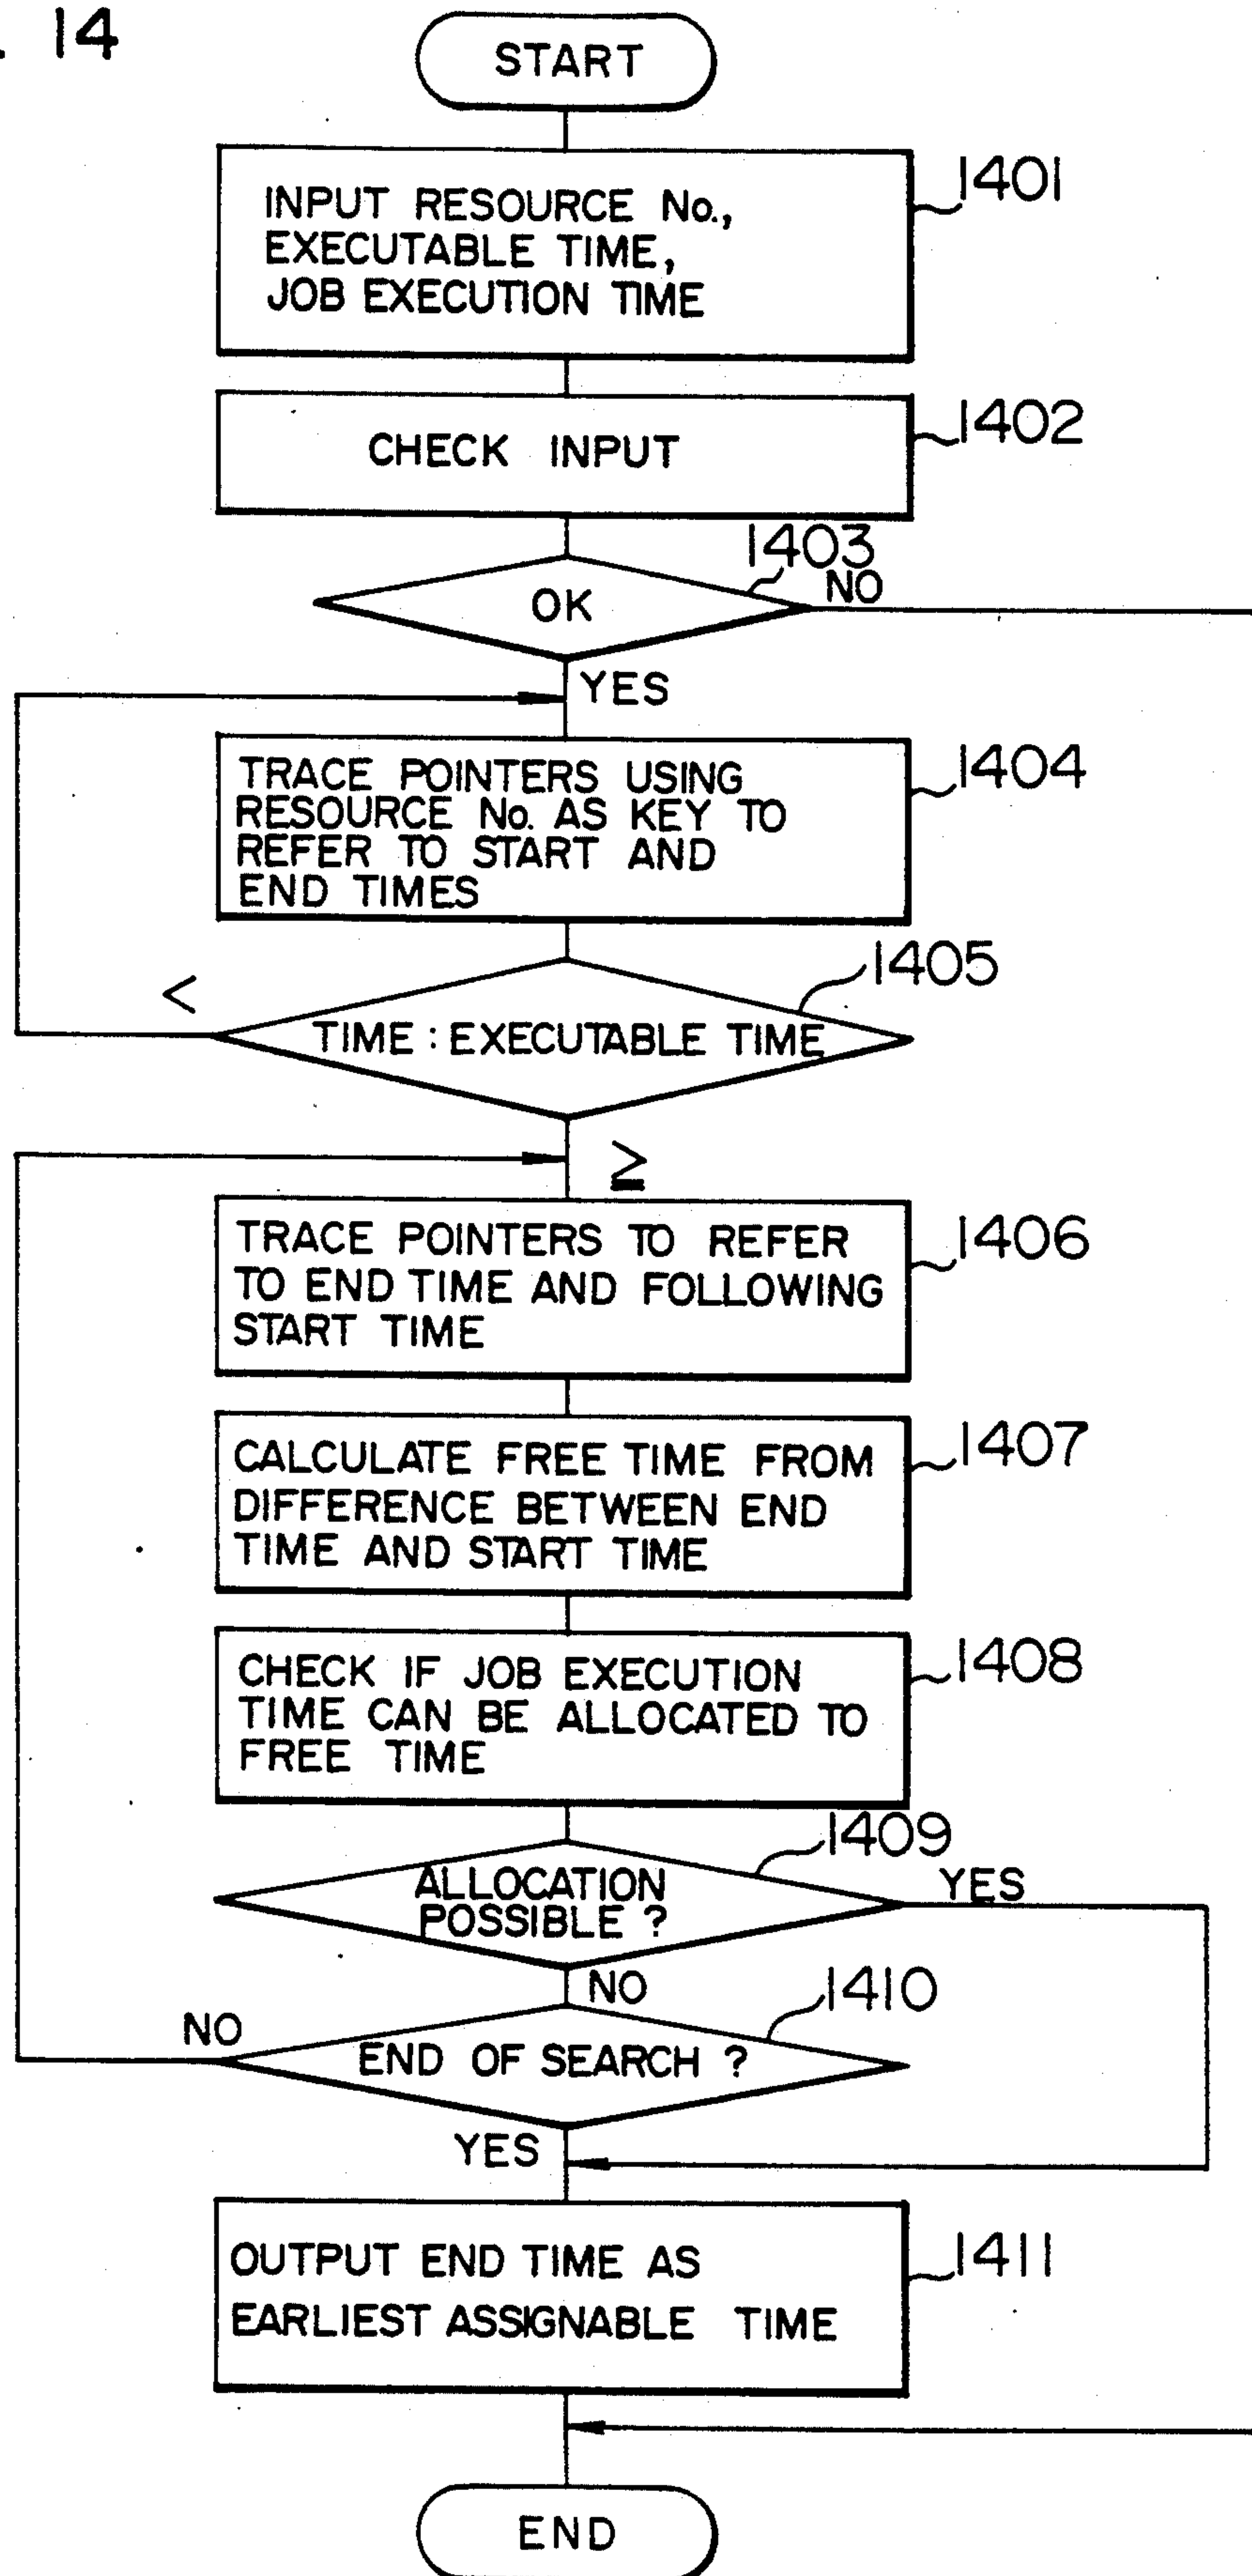 . 14
START
INPUT RESOURCE No.,
EXECUTABLE TIME,
JOB EXECUTION TIME
1401
CHECK INPUT
1402
OK
1403
NO
YES
TRACE POINTERS USING
RESOURCE No. AS KEY TO
REFER TO START AND
END TIMES
1404
<
TIME : EXECUTABLE TIME
1405
≧
TRACE POINTERS TO REFER
TO END TIME AND FOLLOWING
START TIME
1406
CALCULATE FREE TIME FROM
DIFFERENCE BETWEEN END
TIME AND START TIME
1407
CHECK IF JOB EXECUTION
TIME CAN BE ALLOCATED TO
FREE TIME
1408
ALLOCATION
POSSIBLE ?
1409
YES
NO
1410
NO
END OF SEARCH ?
YES
OUTPUT END TIME AS
EARLIEST ASSIGNABLE TIME
1411
END